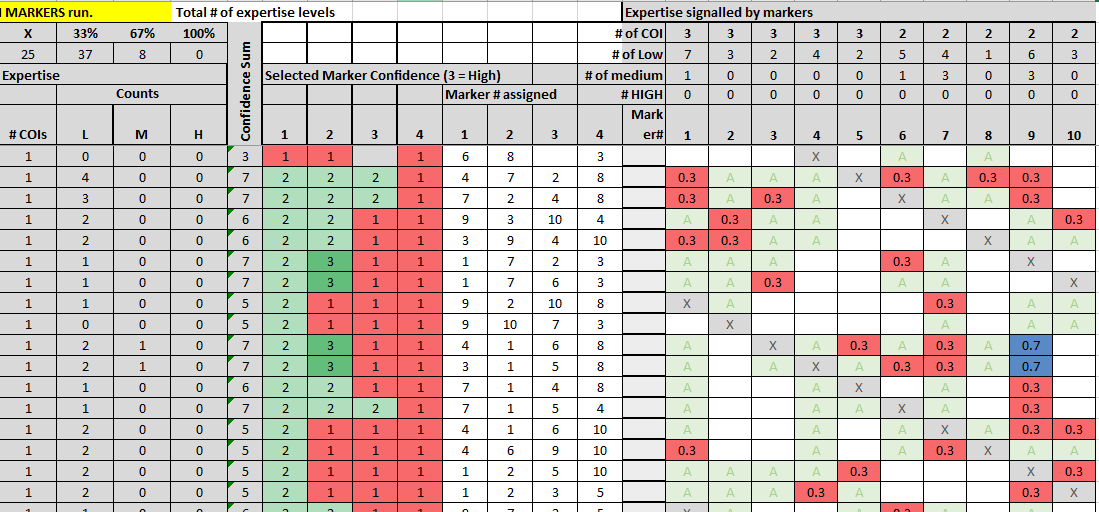 MARKERS run. Total # of expertise levels Expertise signalled by markers
X 33% 67% 100% # of COI 3 3 3 3 3 2 2 2 2 2
25 37 8 0 Confidence Sum # of Low 7 3 2 4 2 5 4 1 6 3
Expertise Selected Marker Confidence (3 = High) # of medium 1 0 0 0 0 1 3 0 3 0
Counts Marker # assigned # HIGH 0 0 0 0 0 0 0 0 0 0
# COIs L M H 1 2 3 4 1 2 3 4 Mark er# 1 2 3 4 5 6 7 8 9 10
1 0 0 0 3 1 1 1 6 8 3 X A A
1 4 0 0 7 2 2 2 1 4 7 2 8 0.3 A A A X 0.3 A 0.3 0.3
1 3 0 0 7 2 2 2 1 7 2 4 8 0.3 A 0.3 A X A A 0.3
1 2 0 0 6 2 2 1 1 9 3 10 4 A 0.3 A A X A 0.3
1 2 0 0 6 2 2 1 1 3 9 4 10 0.3 0.3 A A X A A
1 1 0 0 7 2 3 1 1 1 7 2 3 A A A 0.3 A X
1 1 0 0 7 2 3 1 1 1 7 6 3 A A 0.3 A A X
1 1 0 0 5 2 1 1 1 9 2 10 8 X A 0.3 A A
1 0 0 0 5 2 1 1 1 9 10 7 3 X A A A
1 2 1 0 7 2 3 1 1 4 1 6 8 A X A 0.3 A 0.3 A 0.7
1 2 1 0 7 2 3 1 1 3 1 5 8 A A X A 0.3 0.3 A 0.7
1 1 0 0 6 2 2 1 1 7 1 4 8 A A X A 0.3
1 1 0 0 7 2 2 2 1 7 1 5 4 A A A X A 0.3
1 2 0 0 5 2 1 1 1 4 1 6 10 A A A X A 0.3 0.3
1 2 0 0 5 2 1 1 1 4 6 9 10 0.3 A A 0.3 X A A
1 2 0 0 5 2 1 1 1 1 2 5 10 A A A A 0.3 X 0.3
1 2 0 0 5 2 1 1 1 1 2 3 5 A A A 0.3 A 0.3 X